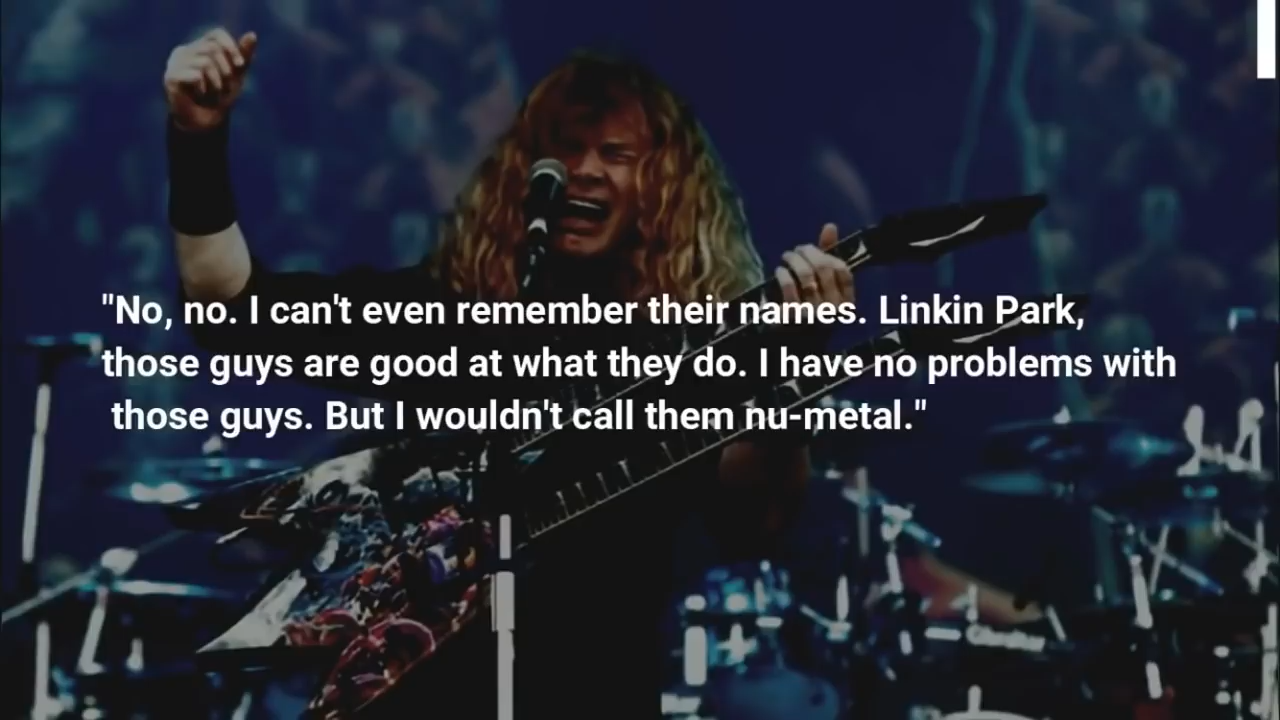 "No, no. I can't even remember their names. Linkin Park,
those guys are good at what they do. I have no problems with
those guys. But I wouldn't call them nu-metal."